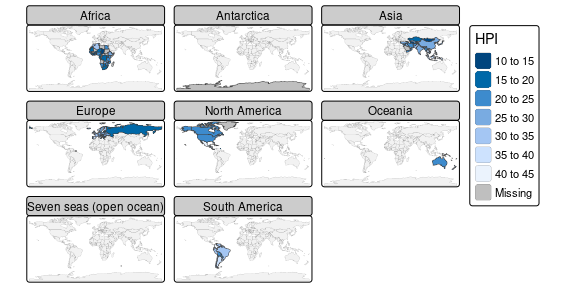 Africa
Antarctica
Asia
Europe
North America
Oceania
Seven seas (open ocean)
South America
HPI
10 to 15
15 to 20
20 to 25
25 to 30
30 to 35
35 to 40
40 to 45
Missing